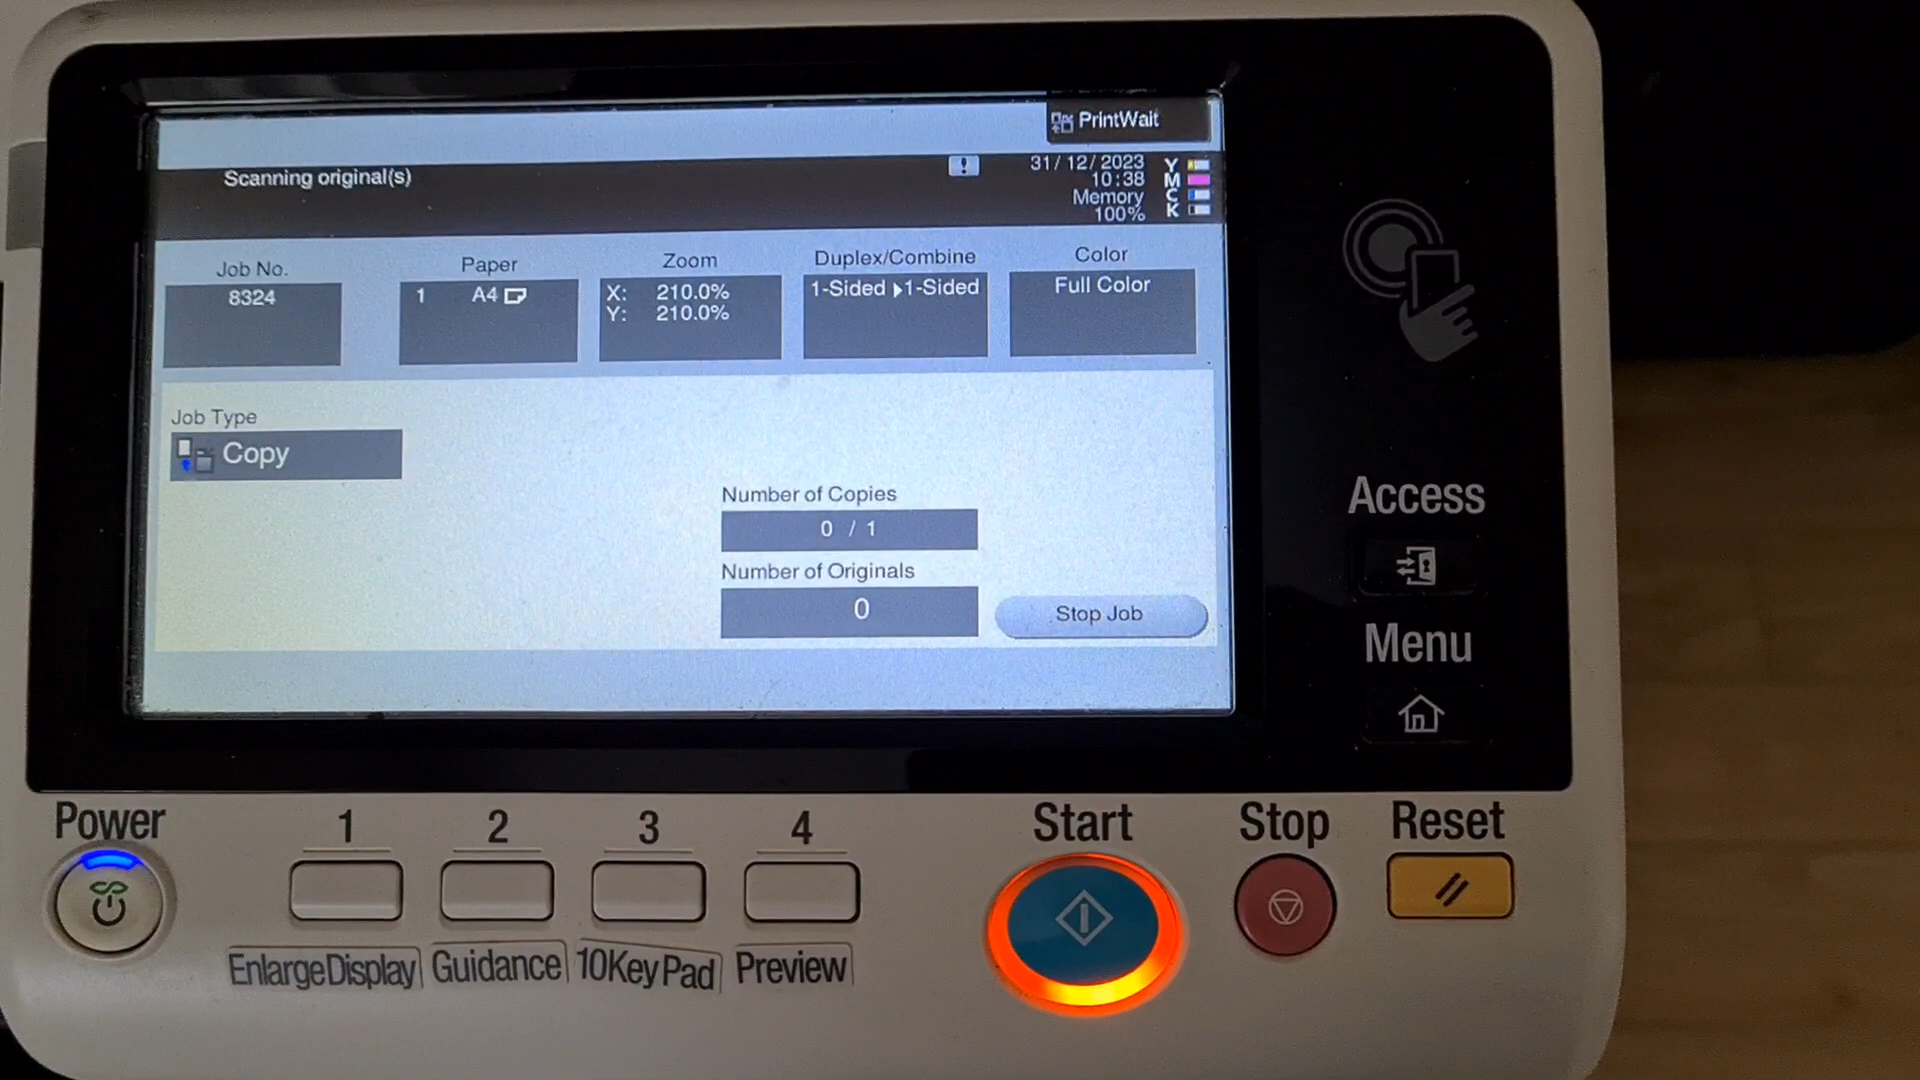 PrintWait
Scanning original(s)
!
31/12/2023
10:38
Memory
100%
Y
M
C
K
Job No.
8324
Paper
1 A4
Zoom
X: 210.0%
Y: 210.0%
Duplex/Combine
1-Sided ▸1-Sided
Color
Full Color
Job Type
Copy
Number of Copies
0 / 1
Number of Originals
0
Stop Job
Access
Menu
Power
1
2
3
4
Start
Stop
Reset
EnlargeDisplay
Guidance
10KeyPad
Preview